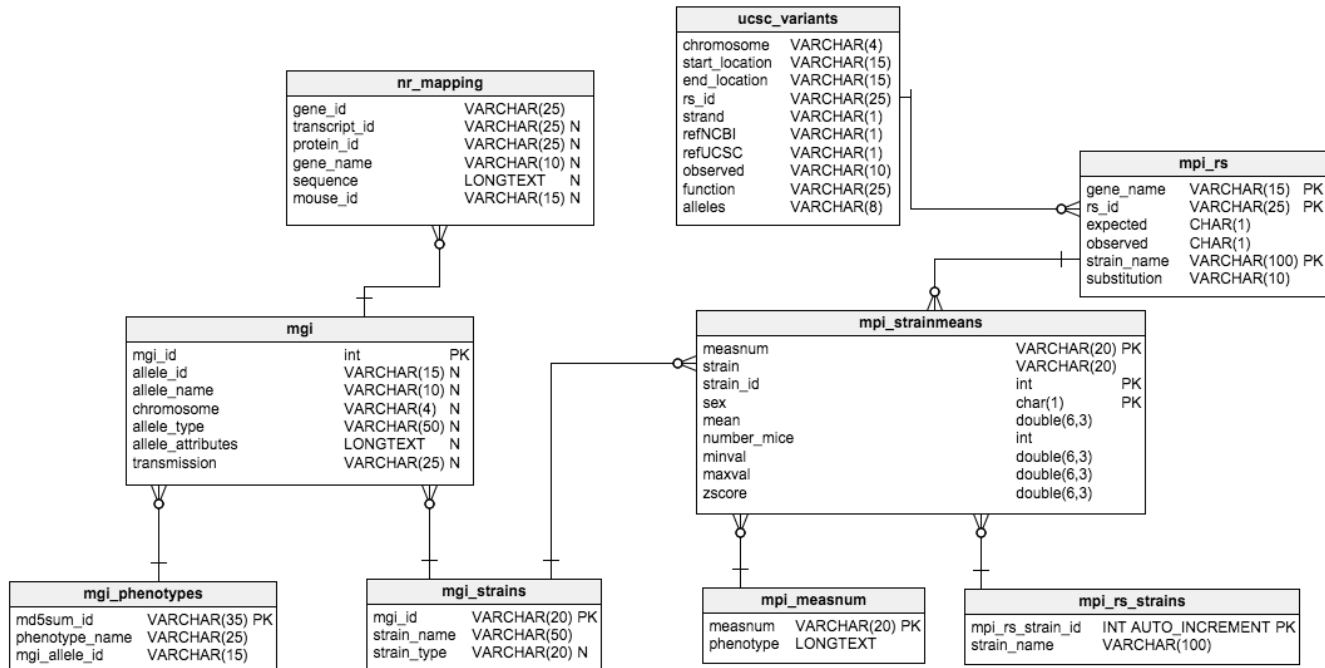 ucsc_variants
chromosome VARCHAR(4)
start_location VARCHAR(15)
end_location VARCHAR(15)
rs_id VARCHAR(25)
strand VARCHAR(1)
refNCBI VARCHAR(1)
refUCSC VARCHAR(1)
observed VARCHAR(10)
function VARCHAR(25)
alleles VARCHAR(8)
nr_mapping
gene_id VARCHAR(25)
transcript_id VARCHAR(25) N
protein_id VARCHAR(25) N
gene_name VARCHAR(10) N
sequence LONGTEXT N
mouse_id VARCHAR(15) N
mpi_rs
gene_name VARCHAR(15) PK
rs_id VARCHAR(25) PK
expected CHAR(1)
observed CHAR(1)
strain_name VARCHAR(100) PK
substitution VARCHAR(10)
mgi
mgi_id int PK
allele_id VARCHAR(15) N
allele_name VARCHAR(10) N
chromosome VARCHAR(4) N
allele_type VARCHAR(50) N
allele_attributes LONGTEXT N
transmission VARCHAR(25) N
mpi_strainmeans
measnum VARCHAR(20) PK
strain VARCHAR(20)
strain_id int PK
sex char(1) PK
mean double(6,3)
number_mice int
minval double(6,3)
maxval double(6,3)
zscore double(6,3)
mgi_phenotypes
md5sum_id VARCHAR(35) PK
phenotype_name VARCHAR(25)
mgi_allele_id VARCHAR(15)
mgi_strains
mgi_id VARCHAR(20) PK
strain_name VARCHAR(50)
strain_type VARCHAR(20) N
mpi_measnum
measnum VARCHAR(20) PK
phenotype LONGTEXT
mpi_rs_strains
mpi_rs_strain_id INT AUTO_INCREMENT PK
strain_name VARCHAR(100)